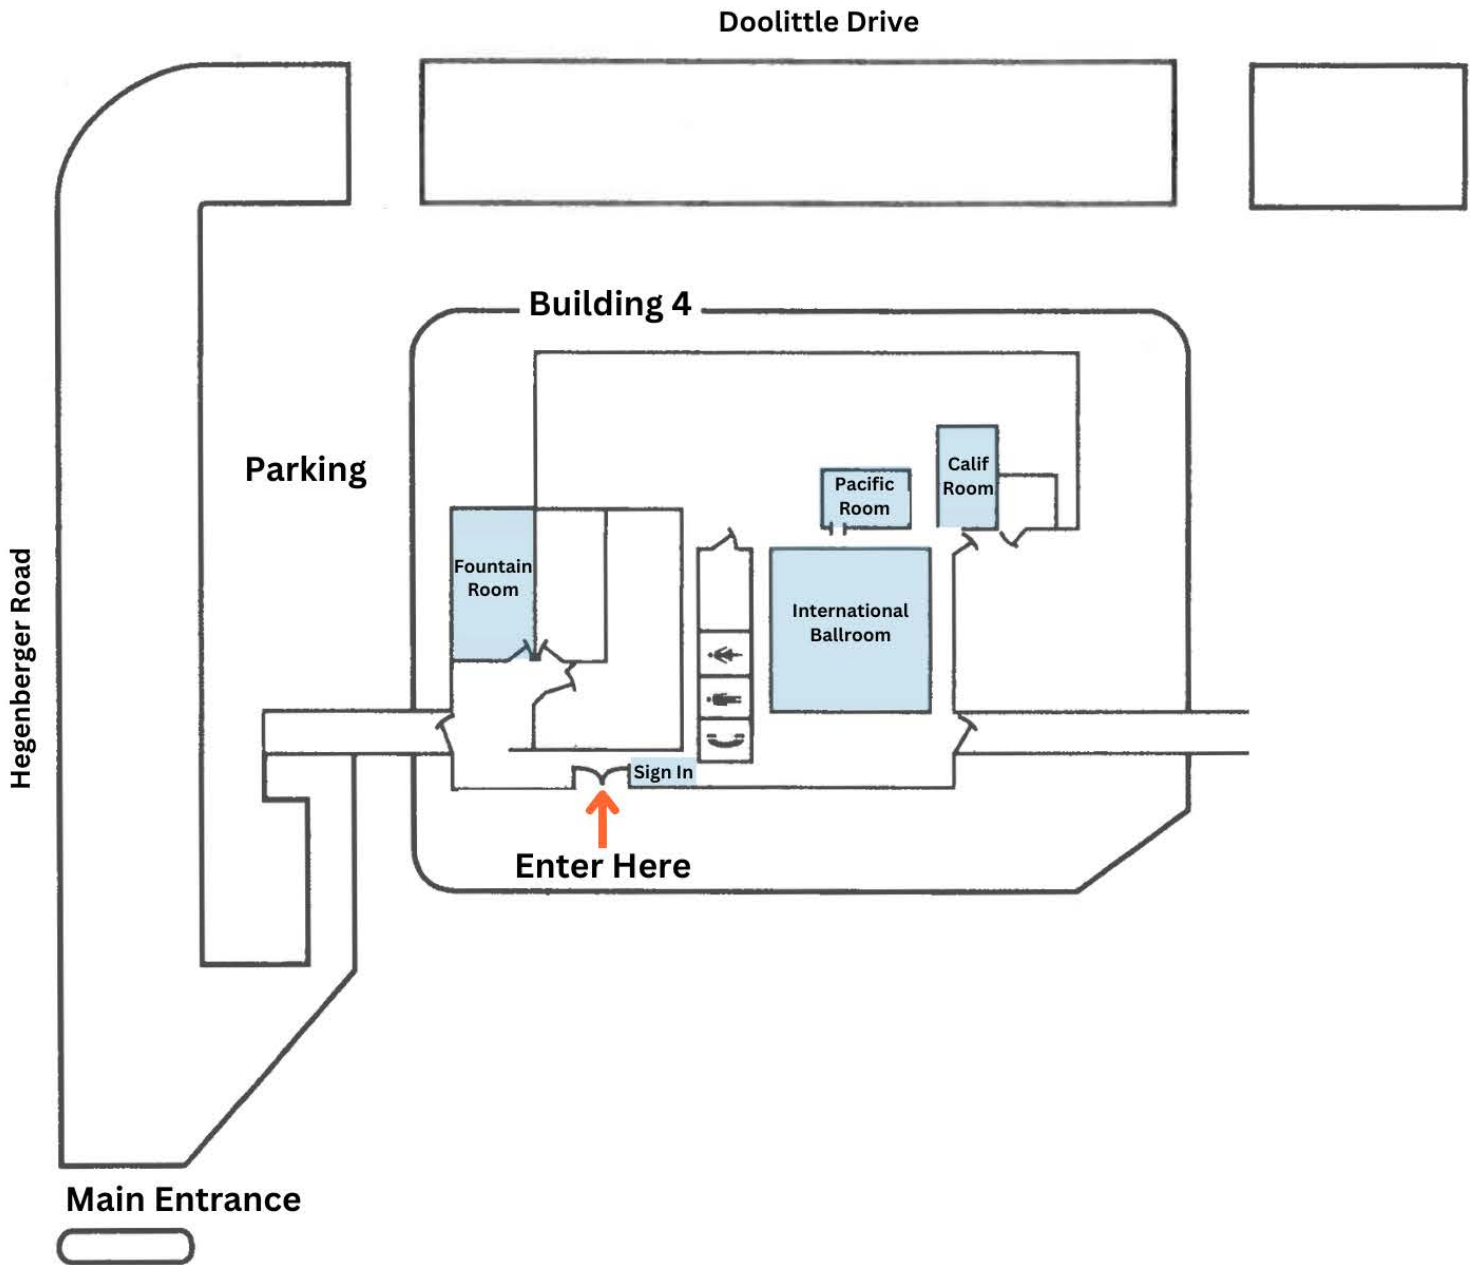 Doolittle Drive
Building 4
Parking
Calif
Room
Pacific
Room
Fountain
Room
International
Ballroom
Hegenberger Road
Sign In
Enter Here
Main Entrance